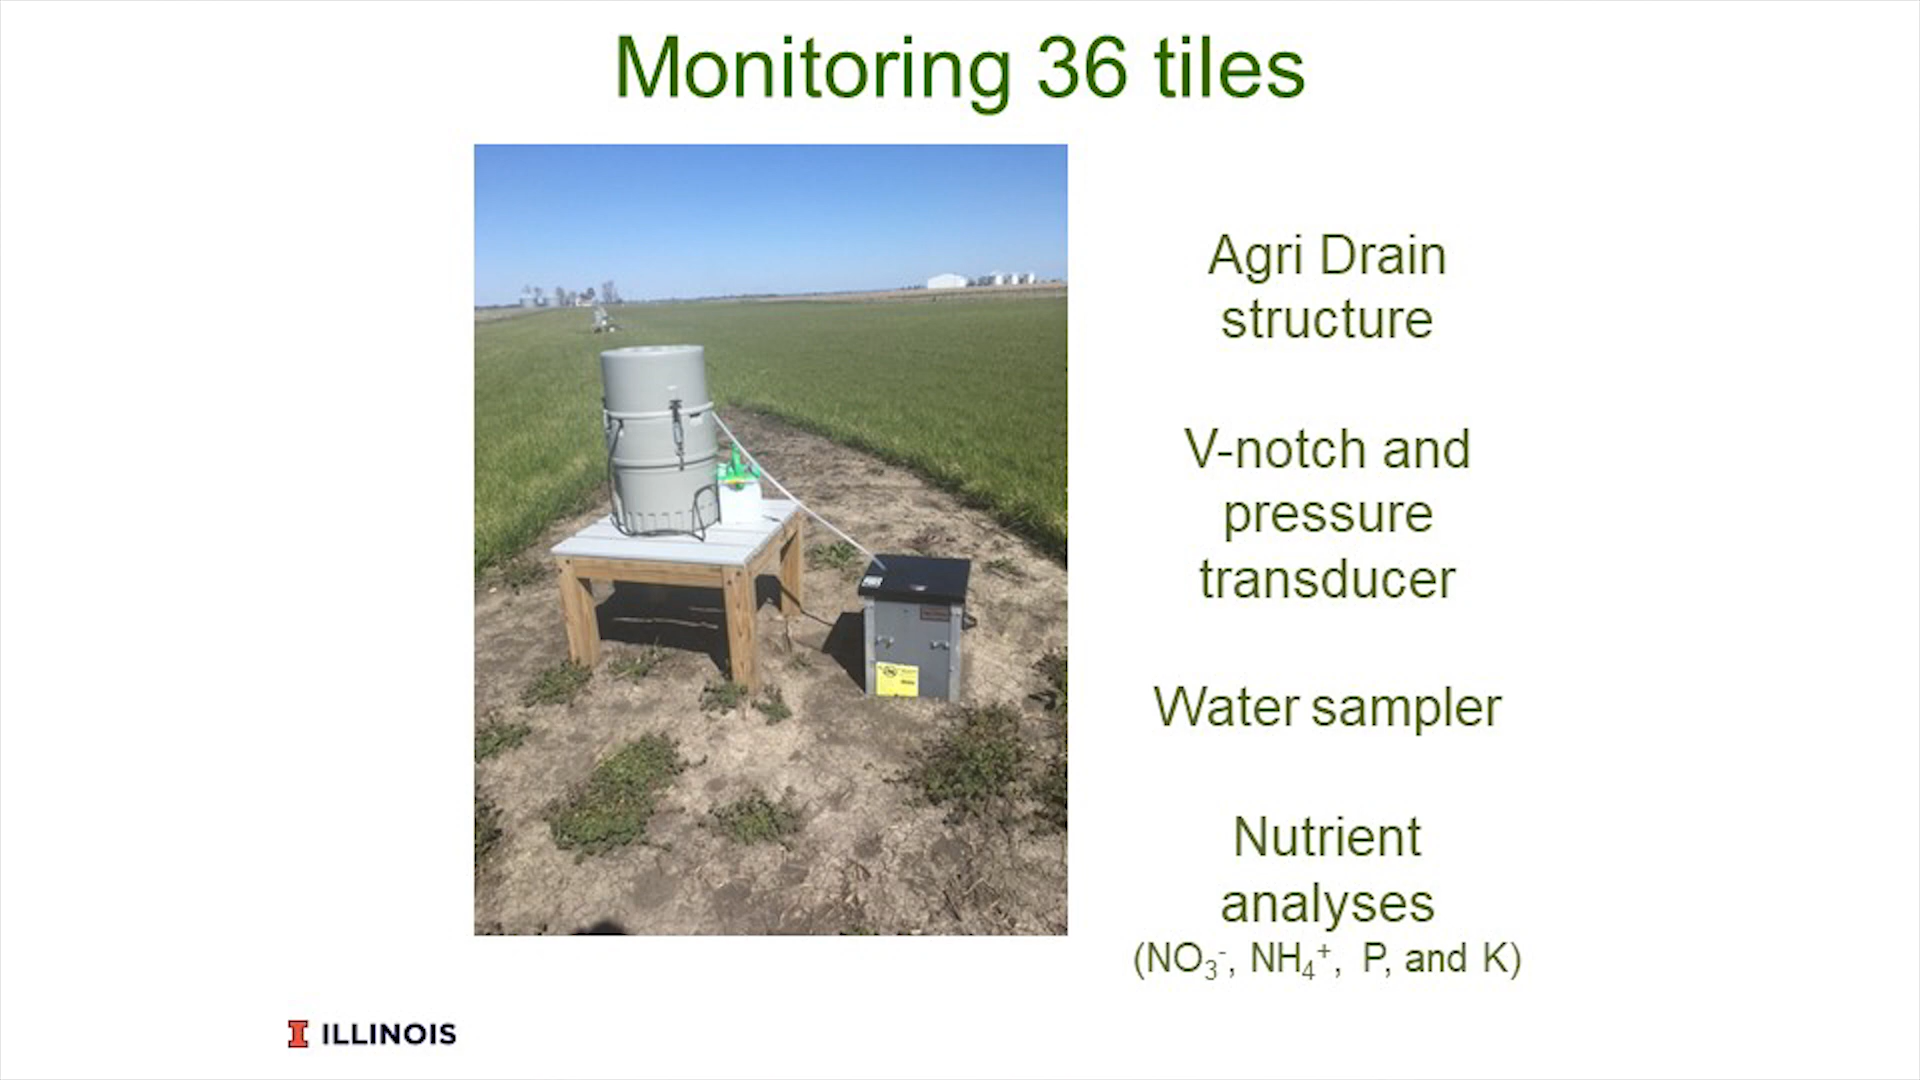 Monitoring 36 tiles
Agri Drain
structure
V-notch and
pressure
transducer
Water sampler
Nutrient
analyses
(NO₃⁻, NH₄⁺, P, and K)
I ILLINOIS